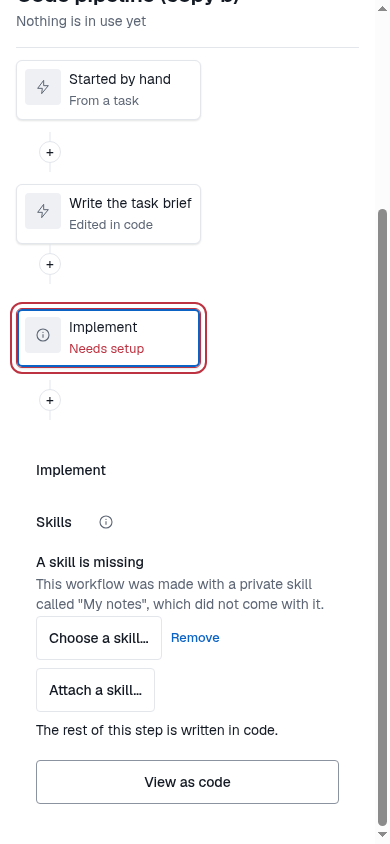 Code pipeline (copy b)
Nothing is in use yet
Started by hand
From a task
+
Write the task brief
Edited in code
+
Implement
Needs setup
+
Implement
Skills
A skill is missing
This workflow was made with a private skill
called "My notes", which did not come with it.
Choose a skill... Remove
Attach a skill...
The rest of this step is written in code.
View as code